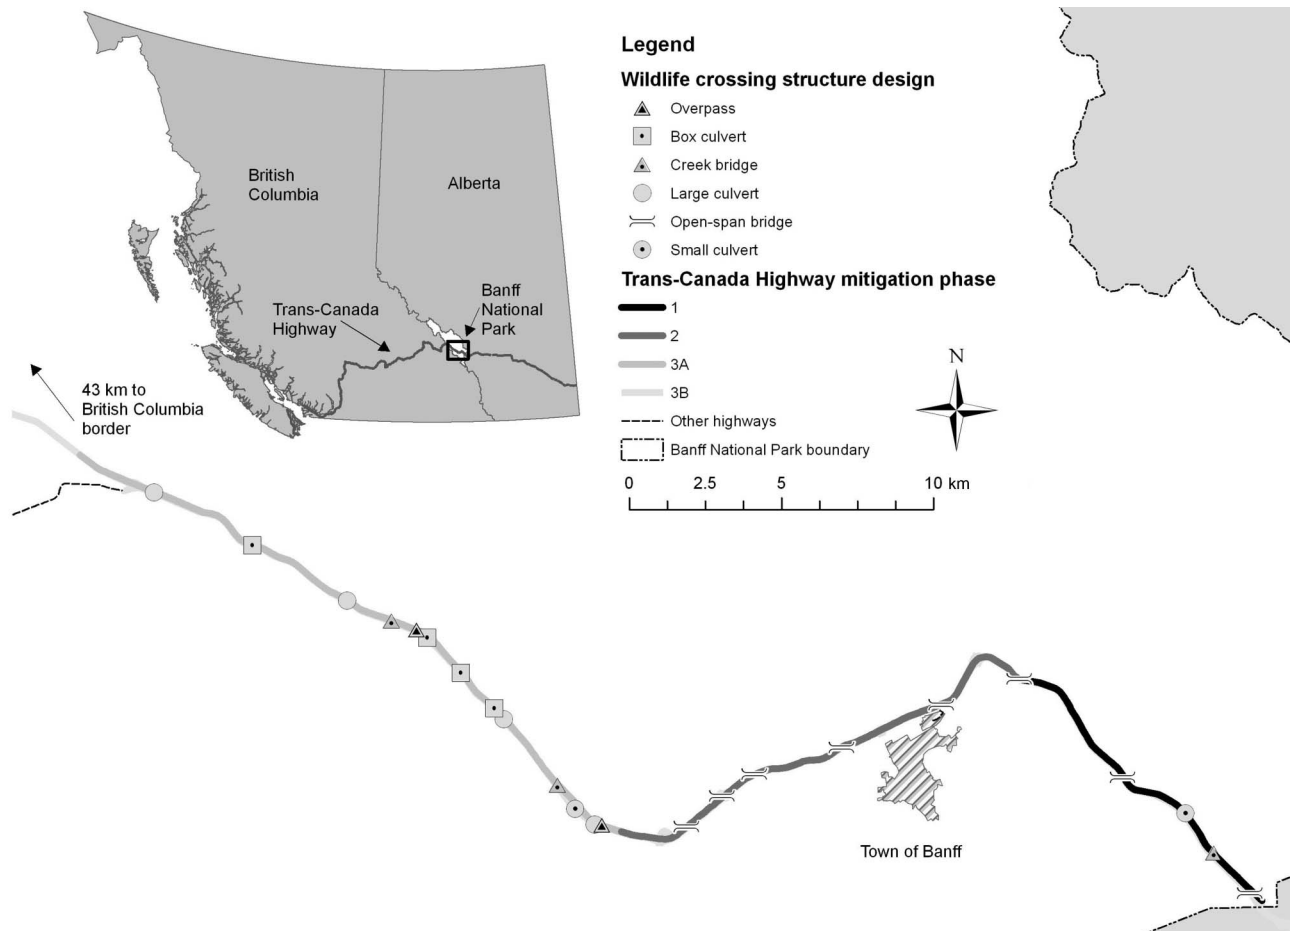 British
Columbia
Alberta
Trans-Canada
Highway
Banff
National
Park
43 km to
British Columbia
border
Legend
Wildlife crossing structure design
Overpass
Box culvert
Creek bridge
Large culvert
Open-span bridge
Small culvert
Trans-Canada Highway mitigation phase
1
2
3A
3B
Other highways
Banff National Park boundary
N
0 2.5 5 10 km
Town of Banff